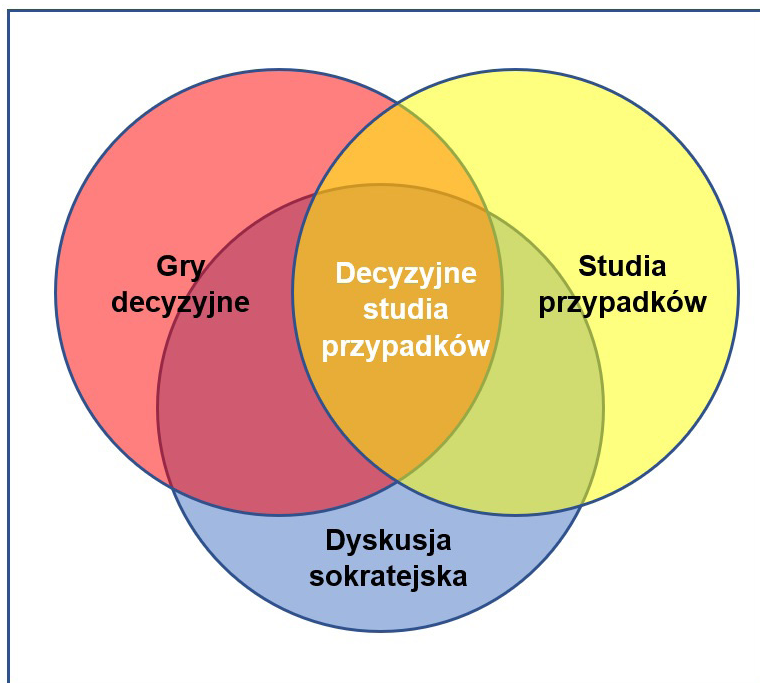 Gry
decyzyjne
Decyzyjne
studia
przypadków
Studia
przypadków
Dyskusja
sokratejska